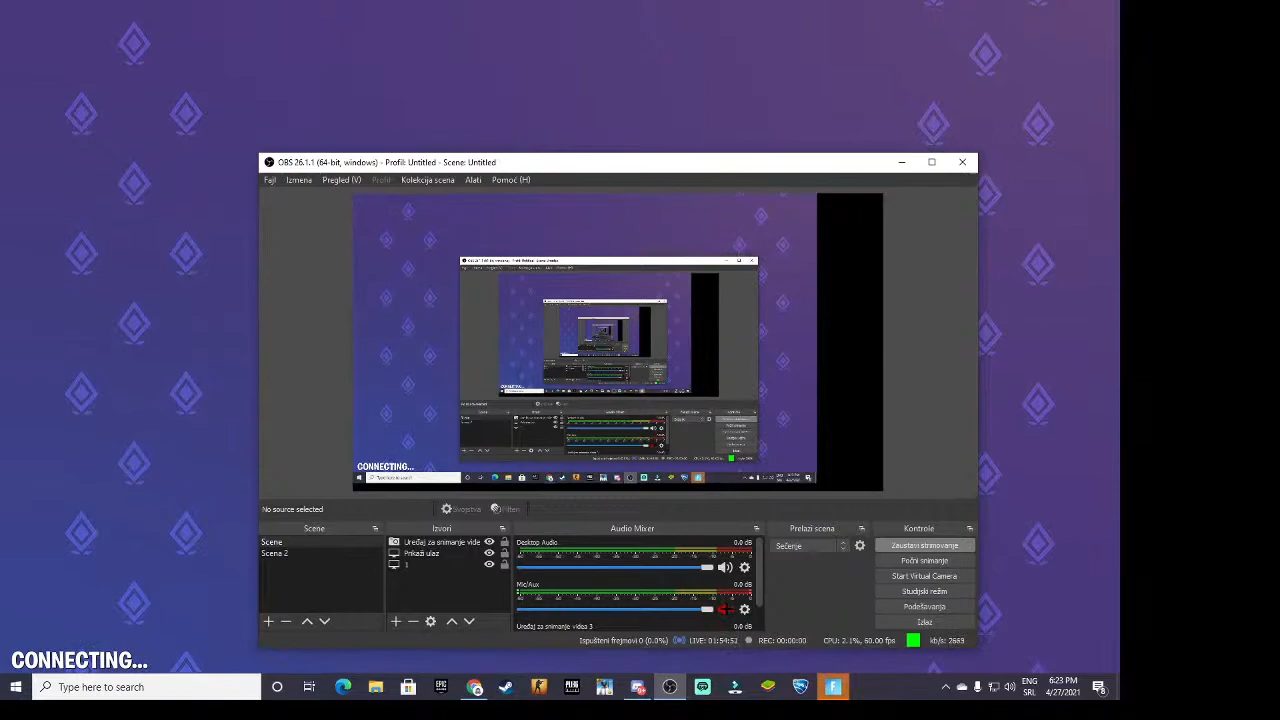 OBS 26.1.1 (64-bit, windows) - Profil: Untitled - Scena: Untitled
Fajl Izmena Pregled (V) Profil Kolekcija scena Alati Pomoć (H)
CONNECTING...
No source selected
Svojstva Filteri
Scene Izvori Audio Mixer Prelazi scena Kontrole
Scene
Scena 2
Uređaj za snimanje vide
Prikaži ulaz
1
Desktop Audio 0.0 dB
Mic/Aux 0.0 dB
Uređaj za snimanje videa 3
Sečenje
Zaustavi strimovanje
Počni snimanje
Start Virtual Camera
Studijski režim
Podešavanja
Izlaz
Ispušteni frejmovi 0 (0.0%) LIVE: 01:54:52 REC: 00:00:00 CPU: 2.1%, 60.00 fps kb/s: 2669
CONNECTING...
Type here to search
ENG
SRL
6:23 PM
4/27/2021